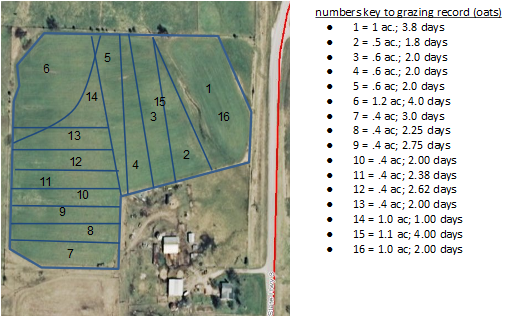 numbers key to grazing record (oats)
• 1 = 1 ac.; 3.8 days
• 2 = .5 ac.; 1.8 days
• 3 = .6 ac.; 2.0 days
• 4 = .6 ac.; 2.0 days
• 5 = .6 ac; 2.0 days
• 6 = 1.2 ac; 4.0 days
• 7 = .4 ac; 3.0 days
• 8 = .4 ac; 2.25 days
• 9 = .4 ac; 2.75 days
• 10 = .4 ac; 2.00 days
• 11 = .4 ac; 2.38 days
• 12 = .4 ac; 2.62 days
• 13 = .4 ac; 2.00 days
• 14 = 1.0 ac; 1.00 days
• 15 = 1.1 ac; 4.00 days
• 16 = 1.0 ac; 2.00 days
5
6
1
14
15
3
16
13
2
12
4
11
10
9
8
7